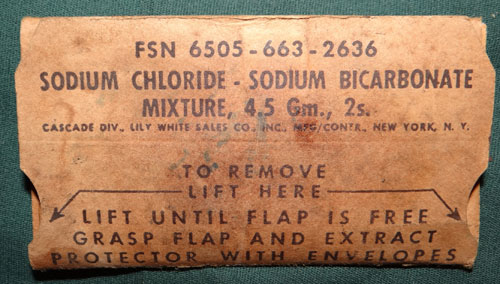 FSN 6505-663-2636
SODIUM CHLORIDE - SODIUM BICARBONATE
MIXTURE, 4.5 Gm., 2s.
CASCADE DIV., LILY WHITE SALES CO., INC., MFG/CONTR., NEW YORK, N. Y.
TO REMOVE
LIFT HERE
LIFT UNTIL FLAP IS FREE
GRASP FLAP AND EXTRACT
PROTECTOR WITH ENVELOPES